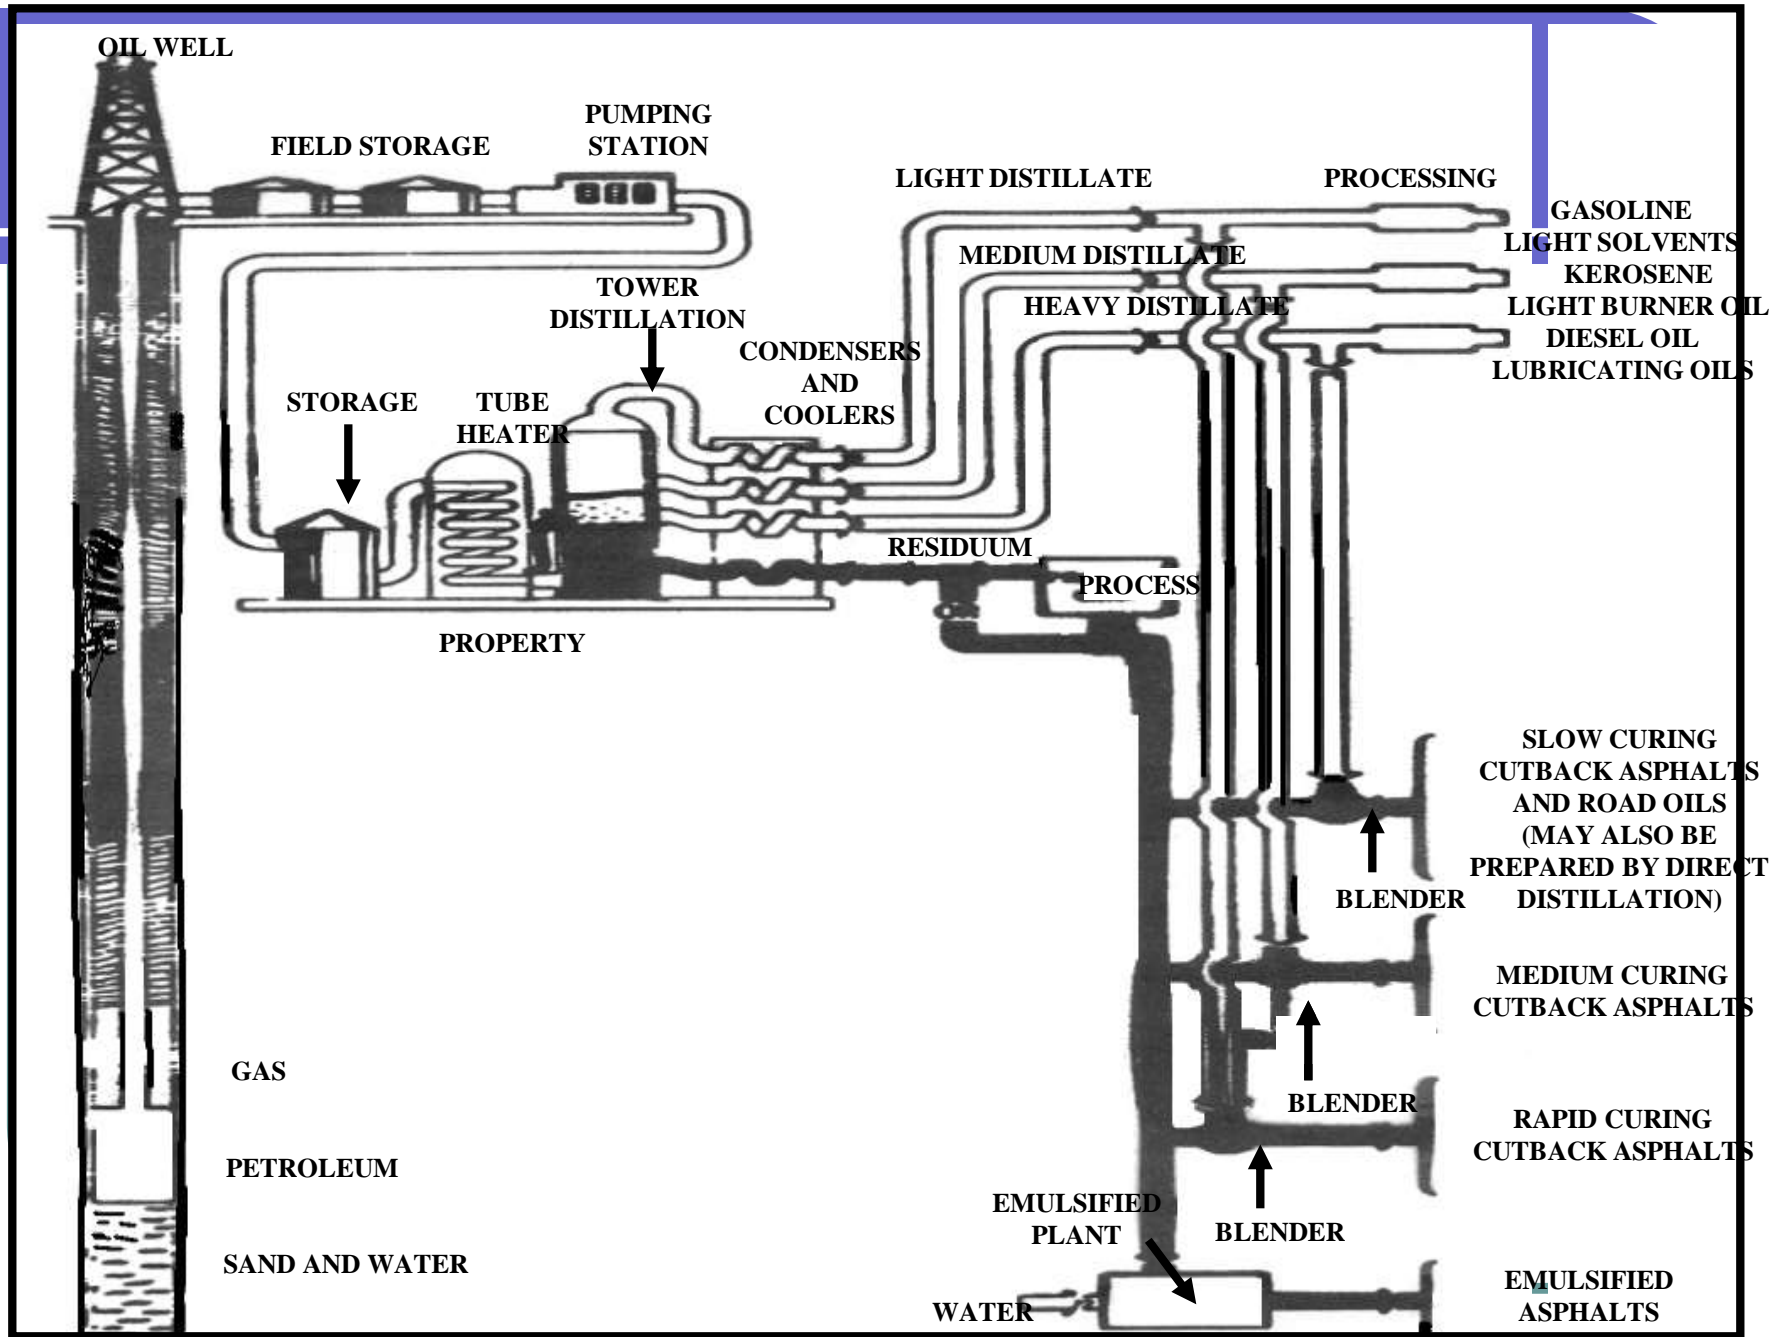 OIL WELL
FIELD STORAGE
PUMPING
STATION
LIGHT DISTILLATE
PROCESSING
GASOLINE
LIGHT SOLVENTS
MEDIUM DISTILLATE
KEROSENE
LIGHT BURNER OIL
HEAVY DISTILLATE
DIESEL OIL
LUBRICATING OILS
TOWER
DISTILLATION
CONDENSERS
AND
COOLERS
STORAGE
TUBE
HEATER
RESIDUUM
PROCESS
PROPERTY
SLOW CURING
CUTBACK ASPHALTS
AND ROAD OILS
(MAY ALSO BE
PREPARED BY DIRECT
DISTILLATION)
BLENDER
MEDIUM CURING
CUTBACK ASPHALTS
BLENDER
RAPID CURING
CUTBACK ASPHALTS
BLENDER
GAS
PETROLEUM
SAND AND WATER
EMULSIFIED
PLANT
WATER
EMULSIFIED
ASPHALTS